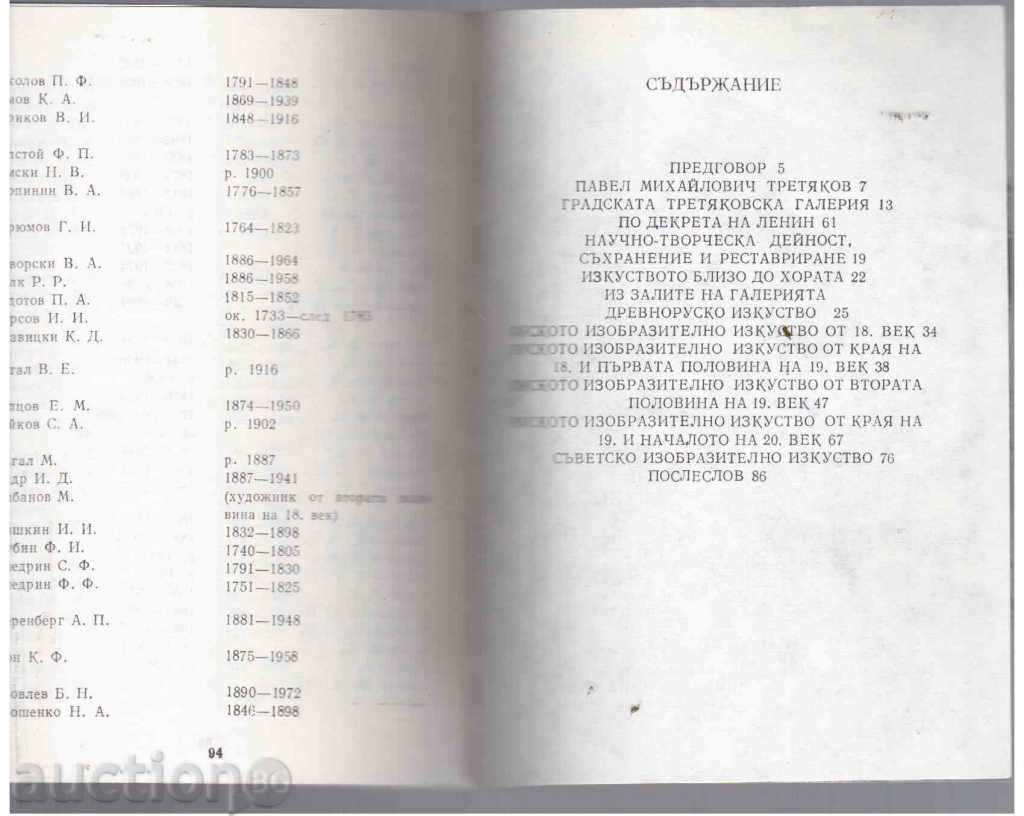 солов П. Ф. 1791—1848
мов К. А. 1869—1939
риков В. И. 1848—1916
лстой Ф. П. 1783—1873
мски Н. В. р. 1900
опинин В. А. 1776—1857
рюмов Г. И. 1764—1823
ворски В. А. 1886—1964
лк Р. Р. 1886—1958
дотов П. А. 1815—1852
рсов И. И. ок. 1733—след
авицки К. Д. 1830—1866
гал В. Е. р. 1916
нцов Е. М. 1874—1950
йков С. А. р. 1902
гал М. р. 1887
др И. Д. 1887—1941
ибанов М. (художник от втората
вина на 18. век)
шкин И. И. 1832—1898
бин Ф. И. 1740—1805
едрин С. Ф. 1791—1830
едрин Ф. Ф. 1751—1825
ренберг А. П. 1881—1948
он К. Ф. 1875—1958
овлев Б. Н. 1890—1972
ошенко Н. А. 1846—1898
94
СЪДЪРЖАНИЕ
ПРЕДГОВОР 5
ПАВЕЛ МИХАЙЛОВИЧ ТРЕТЯКОВ 7
ГРАДСКАТА ТРЕТЯКОВСКА ГАЛЕРИЯ 13
ПО ДЕКРЕТА НА ЛЕНИН 61
НАУЧНО-ТВОРЧЕСКА ДЕЙНОСТ,
СЪХРАНЕНИЕ И РЕСТАВРИРАНЕ 19
ИЗКУСТВОТО БЛИЗО ДО ХОРАТА 22
ИЗ ЗАЛИТЕ НА ГАЛЕРИЯТА
ДРЕВНОРУСКО ИЗКУСТВО 25
СКОТО ИЗОБРАЗИТЕЛНО ИЗКУСТВО ОТ 18. ВЕК 34
СКОТО ИЗОБРАЗИТЕЛНО ИЗКУСТВО ОТ КРАЯ НА
18. И ПЪРВАТА ПОЛОВИНА НА 19. ВЕК 38
СКОТО ИЗОБРАЗИТЕЛНО ИЗКУСТВО ОТ ВТОРАТА
ПОЛОВИНА НА 19. ВЕК 47
СКОТО ИЗОБРАЗИТЕЛНО ИЗКУСТВО ОТ КРАЯ НА
19. И НАЧАЛОТО НА 20. ВЕК 67
СЪВЕТСКО ИЗОБРАЗИТЕЛНО ИЗКУСТВО 76
ПОСЛЕСЛОВ 86
auction86